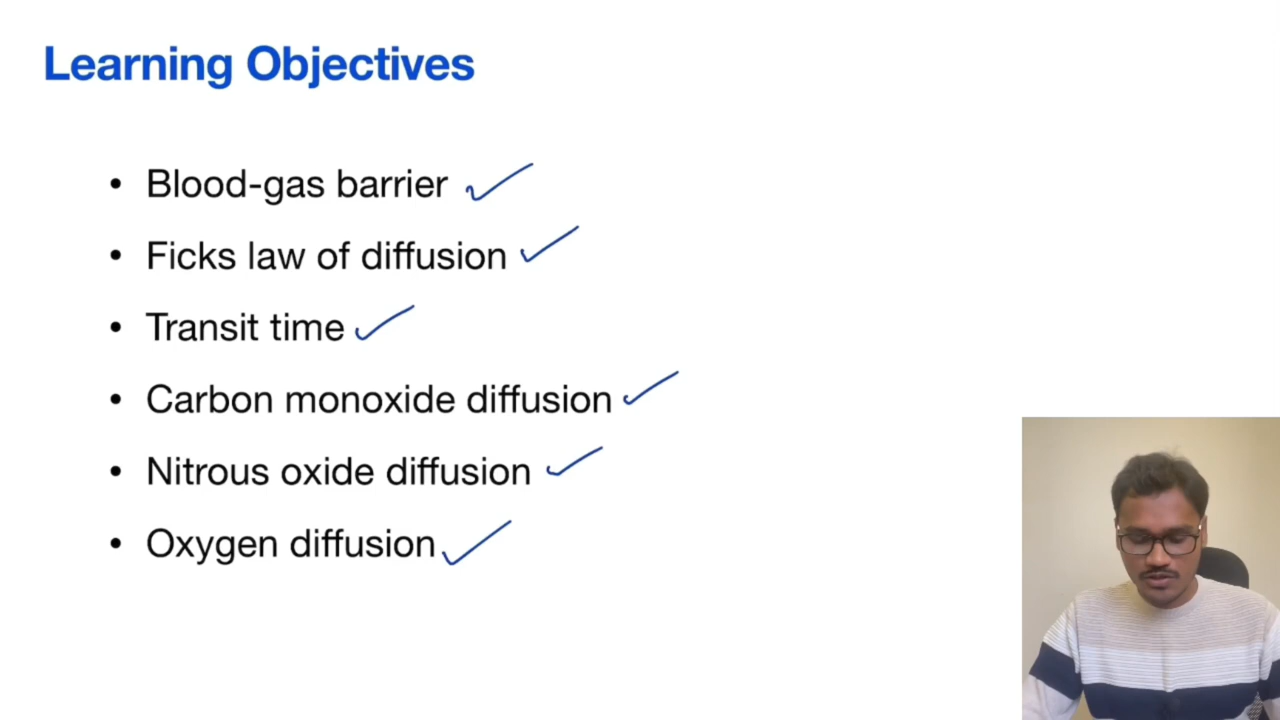 Learning Objectives
• Blood-gas barrier
• Ficks law of diffusion
• Transit time
• Carbon monoxide diffusion
• Nitrous oxide diffusion
• Oxygen diffusion